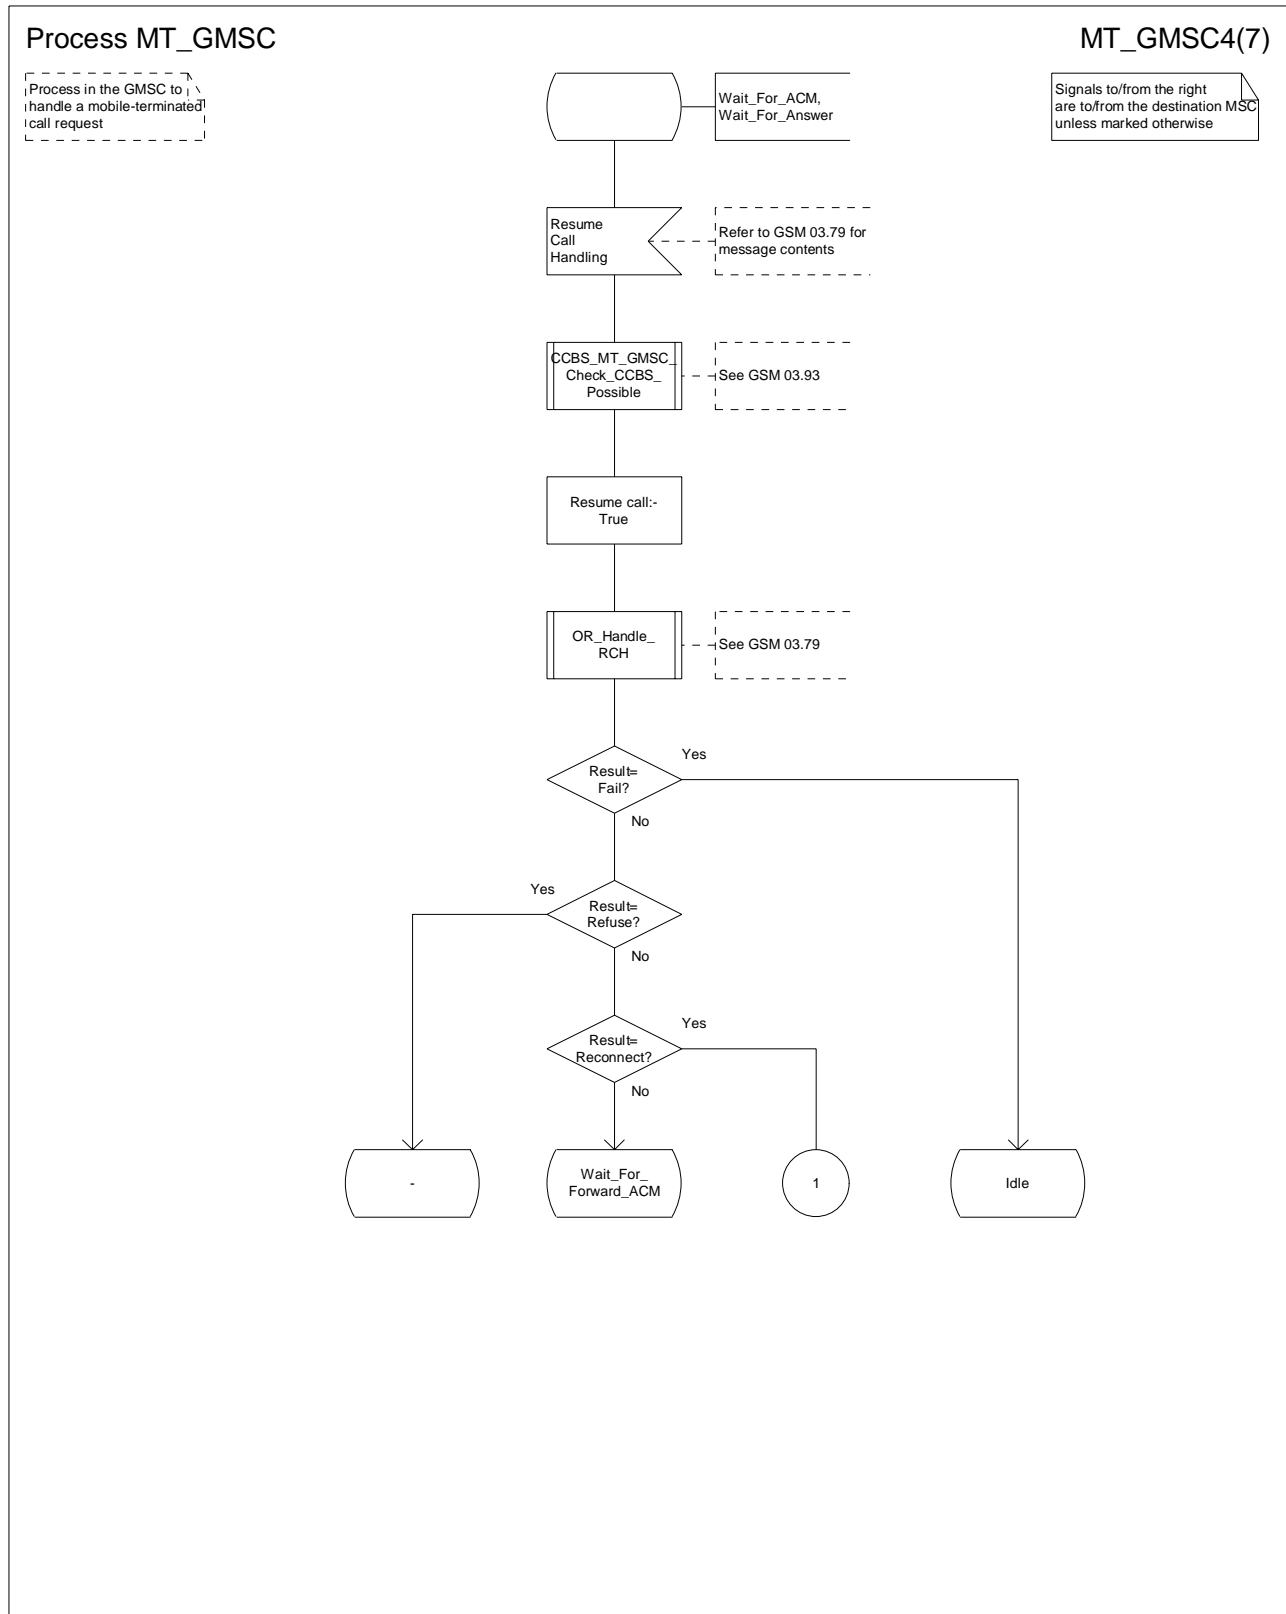 Process MT_GMSC
MT_GMSC4(7)
Process in the GMSC to
handle a mobile-terminated
call request
Wait_For_ACM,
Wait_For_Answer
Signals to/from the right
are to/from the destination MSC
unless marked otherwise
Resume
Call
Handling
Refer to GSM 03.79 for
message contents
CCBS_MT_GMSC_
Check_CCBS_
Possible
See GSM 03.93
Resume call:-
True
OR_Handle_
RCH
See GSM 03.79
Result=
Fail?
Yes
No
Result=
Refuse?
Yes
No
Result=
Reconnect?
Yes
No
-
Wait_For_
Forward_ACM
1
Idle